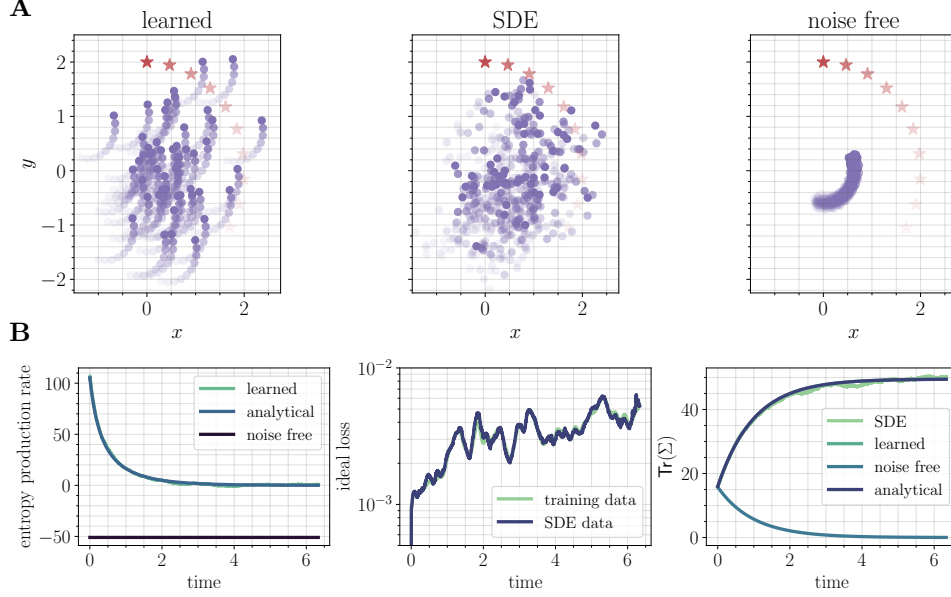 A
learned
SDE
noise free
2
1
0
−1
−2
y
0
2
x
0
2
x
0
2
x
B
100
50
0
−50
entropy production rate
learned
analytical
noise free
0
2
4
6
time
10⁻²
10⁻³
ideal loss
training data
SDE data
0
2
4
6
time
40
20
0
Tr(Σ)
SDE
learned
noise free
analytical
0
2
4
6
time